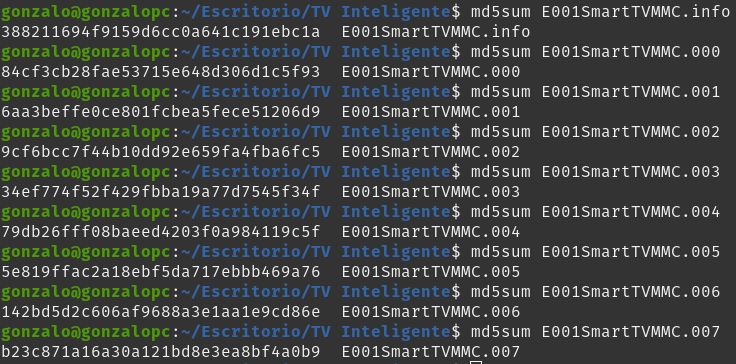 gonzalo@gonzalopc:~/Escritorio/TV Inteligente$ md5sum E001SmartTVMMC.info
388211694f9159d6cc0a641c191ebc1a  E001SmartTVMMC.info
gonzalo@gonzalopc:~/Escritorio/TV Inteligente$ md5sum E001SmartTVMMC.000
84cf3cb28fae53715e648d306d1c5f93  E001SmartTVMMC.000
gonzalo@gonzalopc:~/Escritorio/TV Inteligente$ md5sum E001SmartTVMMC.001
6aa3beffe0ce801fcbea5fece51206d9  E001SmartTVMMC.001
gonzalo@gonzalopc:~/Escritorio/TV Inteligente$ md5sum E001SmartTVMMC.002
9cf6bcc7f44b10dd92e659fa4fba6fc5  E001SmartTVMMC.002
gonzalo@gonzalopc:~/Escritorio/TV Inteligente$ md5sum E001SmartTVMMC.003
34ef774f52f429fbba19a77d7545f34f  E001SmartTVMMC.003
gonzalo@gonzalopc:~/Escritorio/TV Inteligente$ md5sum E001SmartTVMMC.004
79db26fff08baeed4203f0a984119c5f  E001SmartTVMMC.004
gonzalo@gonzalopc:~/Escritorio/TV Inteligente$ md5sum E001SmartTVMMC.005
5e819ffac2a18ebf5da717ebbb469a76  E001SmartTVMMC.005
gonzalo@gonzalopc:~/Escritorio/TV Inteligente$ md5sum E001SmartTVMMC.006
142bd5d2c606af9688a3e1aa1e9cd86e  E001SmartTVMMC.006
gonzalo@gonzalopc:~/Escritorio/TV Inteligente$ md5sum E001SmartTVMMC.007
b23c871a16a30a121bd8e3ea8bf4a0b9  E001SmartTVMMC.007